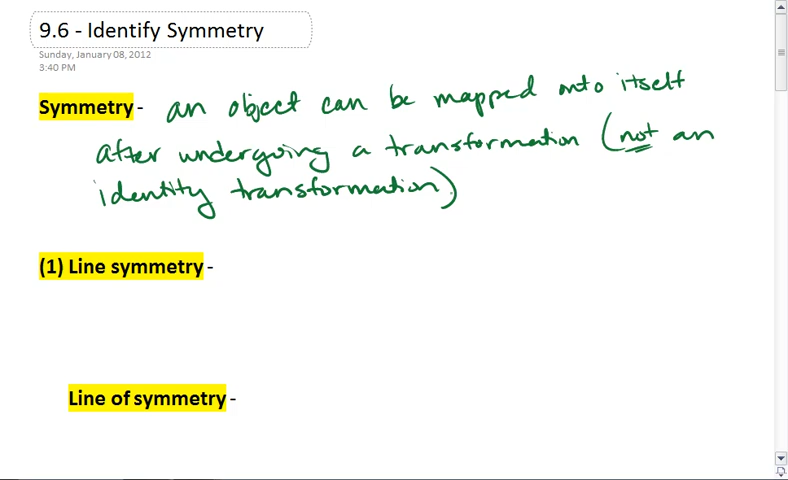 9.6 - Identify Symmetry
Sunday, January 08, 2012
3:40 PM
Symmetry - an object can be mapped onto itself
after undergoing a transformation (not an
identity transformation)
(1) Line symmetry -
Line of symmetry -